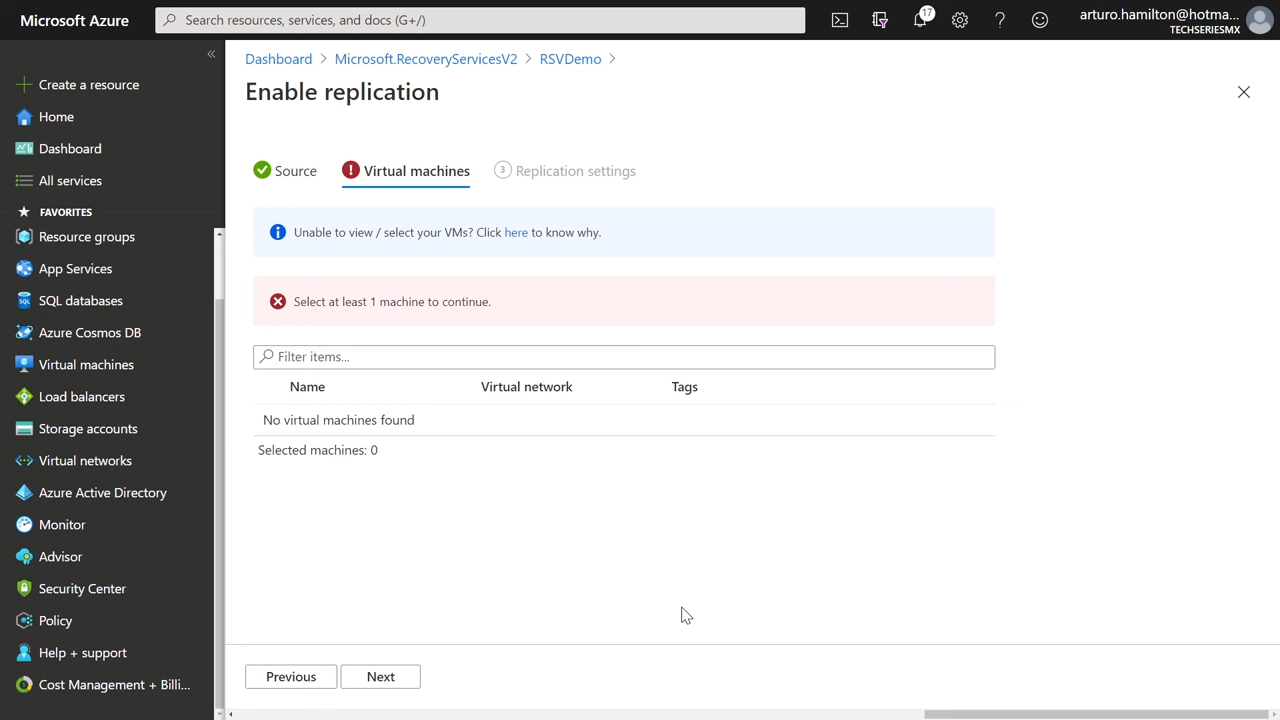 Microsoft Azure
Search resources, services, and docs (G+/)
17
arturo.hamilton@hotma...
TECHSERIESMX
«
Create a resource
Home
Dashboard
All services
FAVORITES
Resource groups
App Services
SQL databases
Azure Cosmos DB
Virtual machines
Load balancers
Storage accounts
Virtual networks
Azure Active Directory
Monitor
Advisor
Security Center
Policy
Help + support
Cost Management + Billi...
Dashboard > Microsoft.RecoveryServicesV2 > RSVDemo >
Enable replication
Source
! Virtual machines
3 Replication settings
Unable to view / select your VMs? Click here to know why.
Select at least 1 machine to continue.
Filter items...
Name Virtual network Tags
No virtual machines found
Selected machines: 0
Previous Next